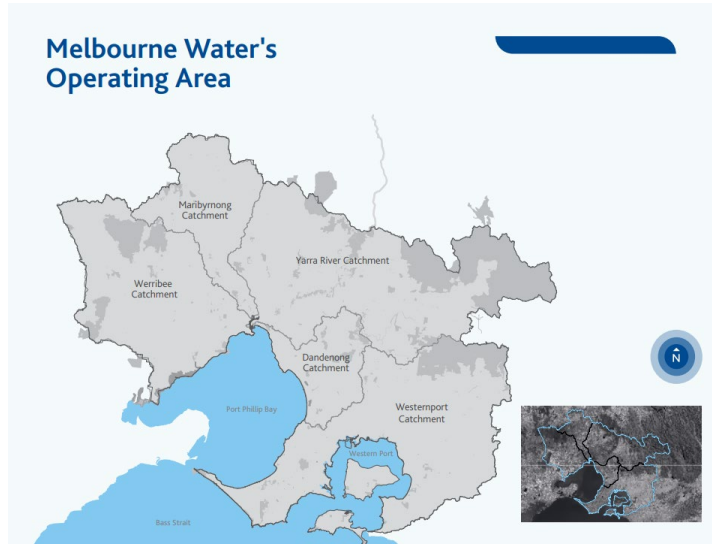 Melbourne Water's
Operating Area
Maribyrnong
Catchment
Yarra River Catchment
Werribee
Catchment
Dandenong
Catchment
Westernport
Catchment
Port Phillip Bay
Western Port
Bass Strait
N